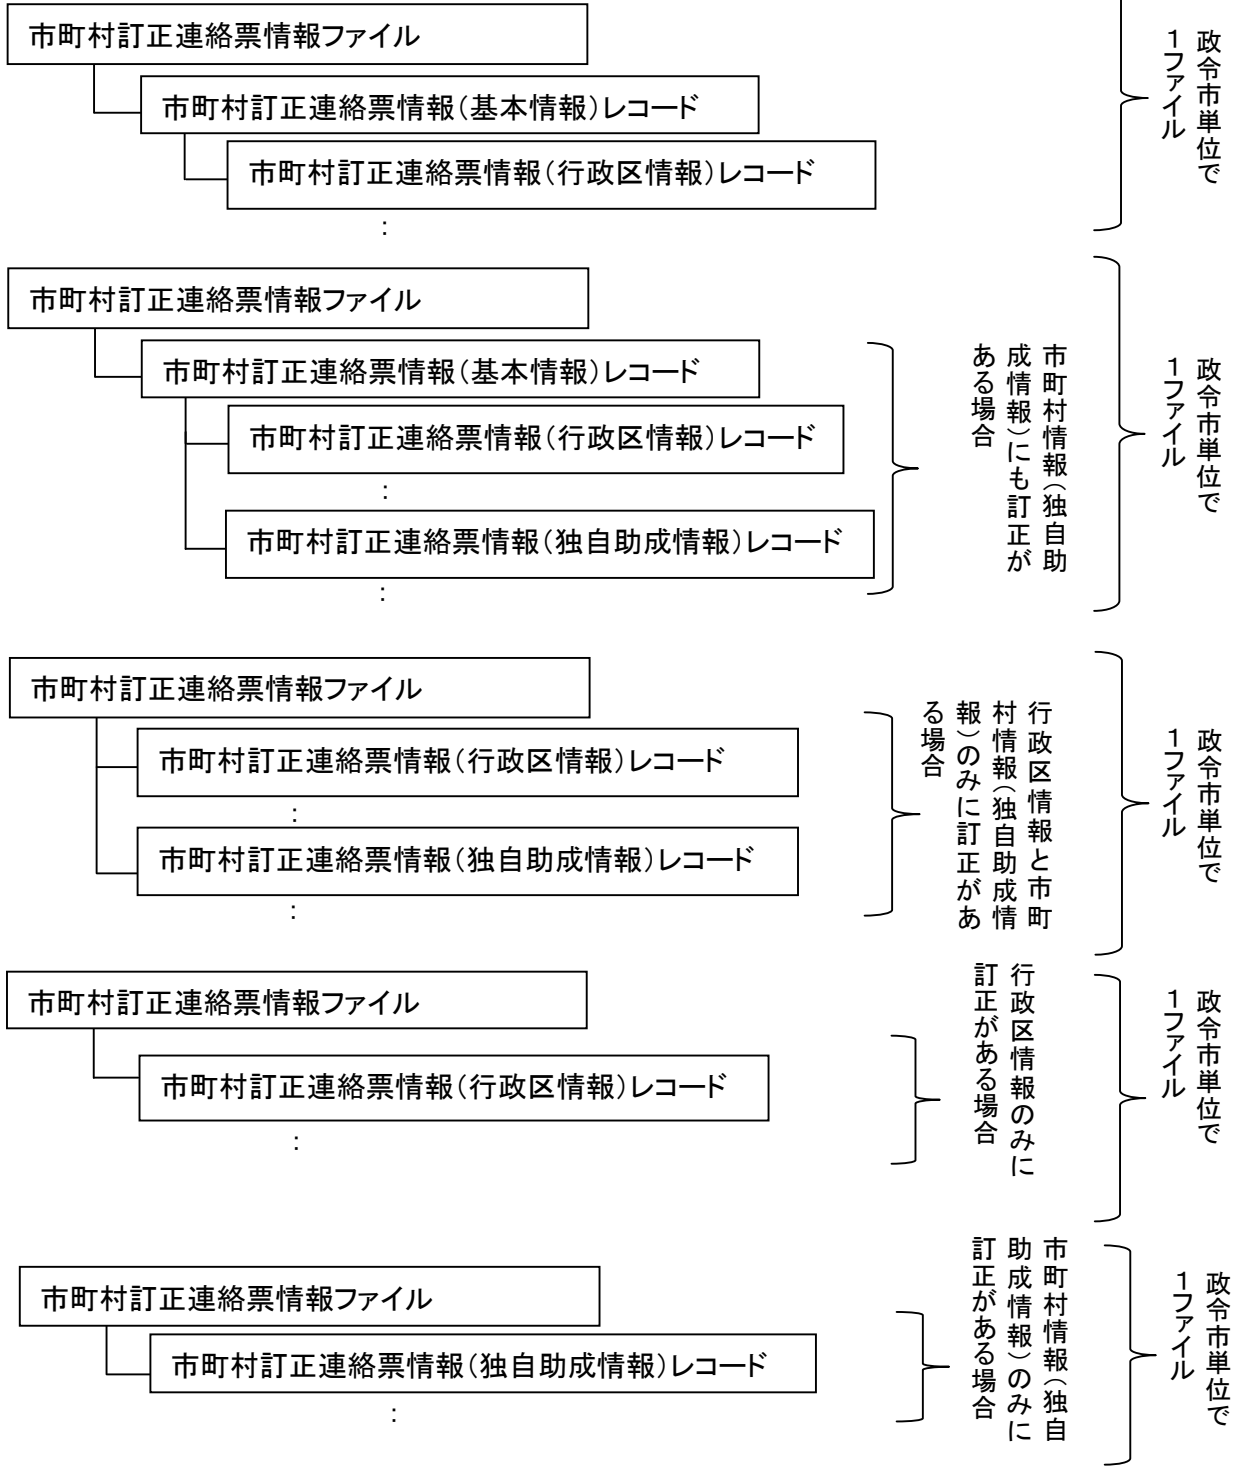 市町村訂正連絡票情報ファイル
市町村訂正連絡票情報（基本情報）レコード
市町村訂正連絡票情報（行政区情報）レコード
：
政令市単位で
１ファイル
市町村訂正連絡票情報ファイル
市町村訂正連絡票情報（基本情報）レコード
市町村訂正連絡票情報（行政区情報）レコード
：
市町村訂正連絡票情報（独自助成情報）レコード
：
市町村情報（独自助
成情報）にも訂正が
ある場合
政令市単位で
１ファイル
市町村訂正連絡票情報ファイル
市町村訂正連絡票情報（行政区情報）レコード
：
市町村訂正連絡票情報（独自助成情報）レコード
：
行政区情報と市町
村情報（独自助成情
報）のみに訂正があ
る場合
政令市単位で
１ファイル
市町村訂正連絡票情報ファイル
市町村訂正連絡票情報（行政区情報）レコード
：
行政区情報のみに
訂正がある場合
政令市単位で
１ファイル
市町村訂正連絡票情報ファイル
市町村訂正連絡票情報（独自助成情報）レコード
：
市町村情報（独自
助成情報）のみに
訂正がある場合
政令市単位で
１ファイル